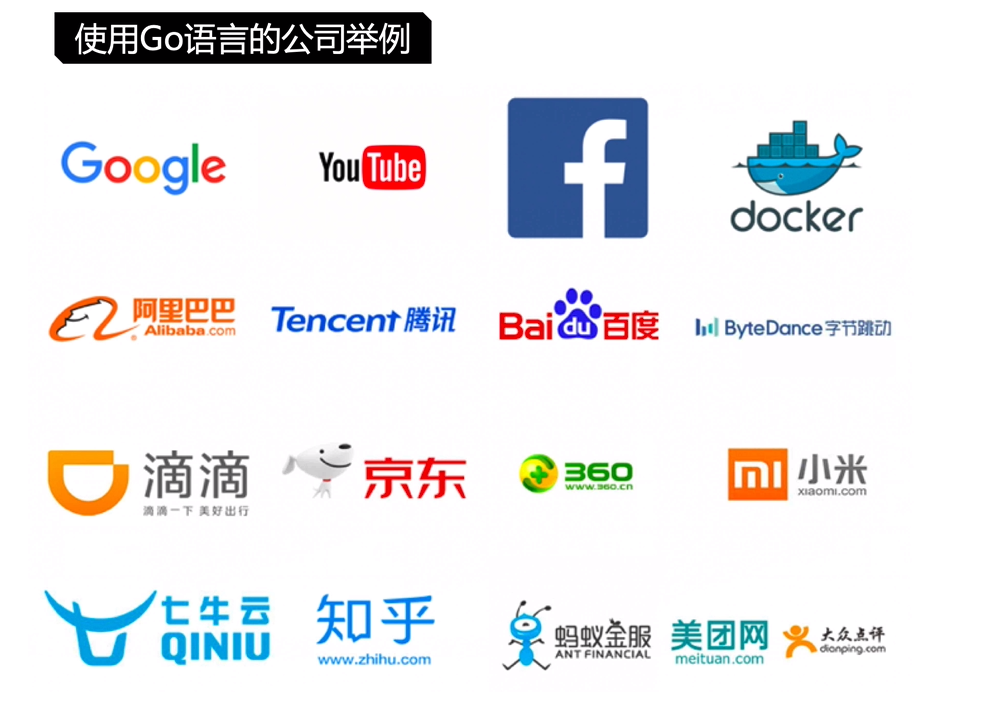 使用Go语言的公司举例
Google
YouTube
f
docker
阿里巴巴
Alibaba.com
Tencent 腾讯
Bai du 百度
ByteDance 字节跳动
滴滴
滴滴一下 美好出行
京东
360
www.360.cn
mi 小米
xiaomi.com
七牛云
QINIU
知乎
www.zhihu.com
蚂蚁金服
ANT FINANCIAL
美团网
meituan.com
大众点评
dianping.com